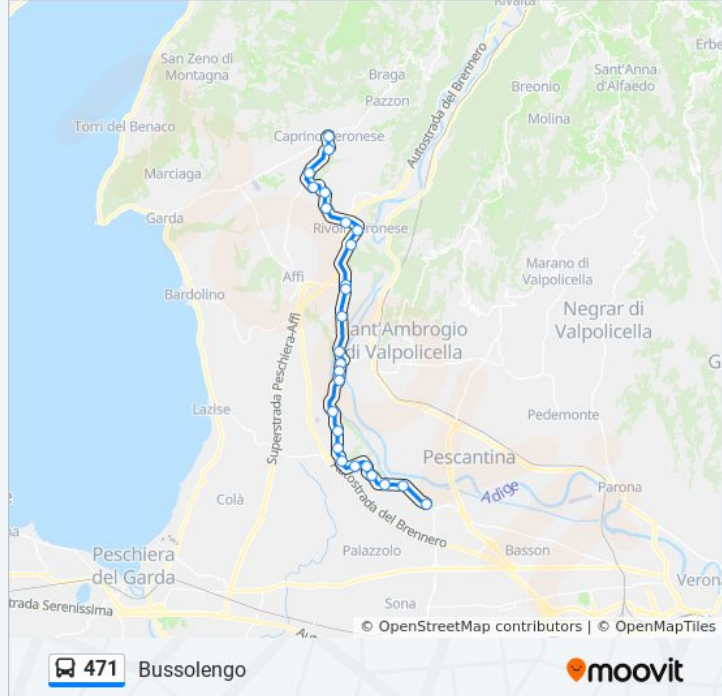 Rivalta
Erbe
San Zeno di
Montagna
Braga
Sant'Anna
d'Alfaedo
Pazzon
Breonio
Molina
Autostrada del Brennero
Torri del Benaco
Caprino Veronese
Marciaga
Garda
Rivoli Veronese
Affi
Marano di
Valpolicella
Bardolino
Negrar di
Valpolicella
Sant'Ambrogio
di Valpolicella
G
Superstrada Peschiera-Affi
Lazise
Pedemonte
Pescantina
Colà
Autostrada del Brennero
Adige
Parona
Palazzolo
Basson
Peschiera
del Garda
Verona
Sona
strada Serenissima
Au
© OpenStreetMap contributors | © OpenMapTiles
471 Bussolengo
moovit